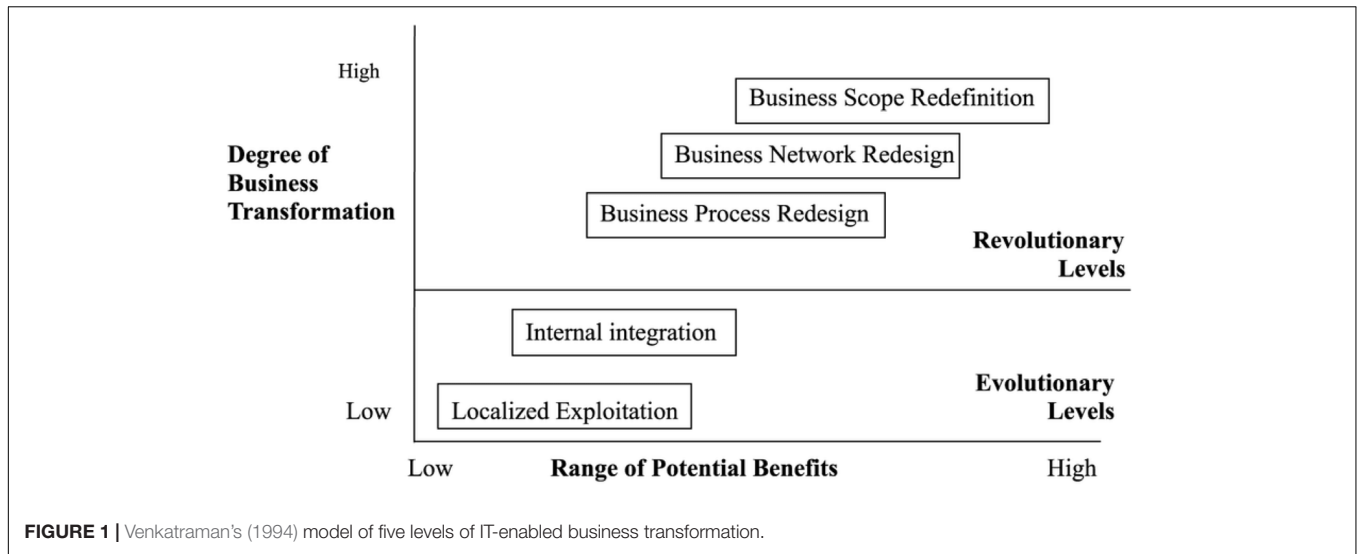 High
Business Scope Redefinition
Degree of
Business
Transformation
Business Network Redesign
Business Process Redesign
Revolutionary
Levels
Internal integration
Evolutionary
Levels
Low
Localized Exploitation
Low
Range of Potential Benefits
High
FIGURE 1 | Venkatraman's (1994) model of five levels of IT-enabled business transformation.